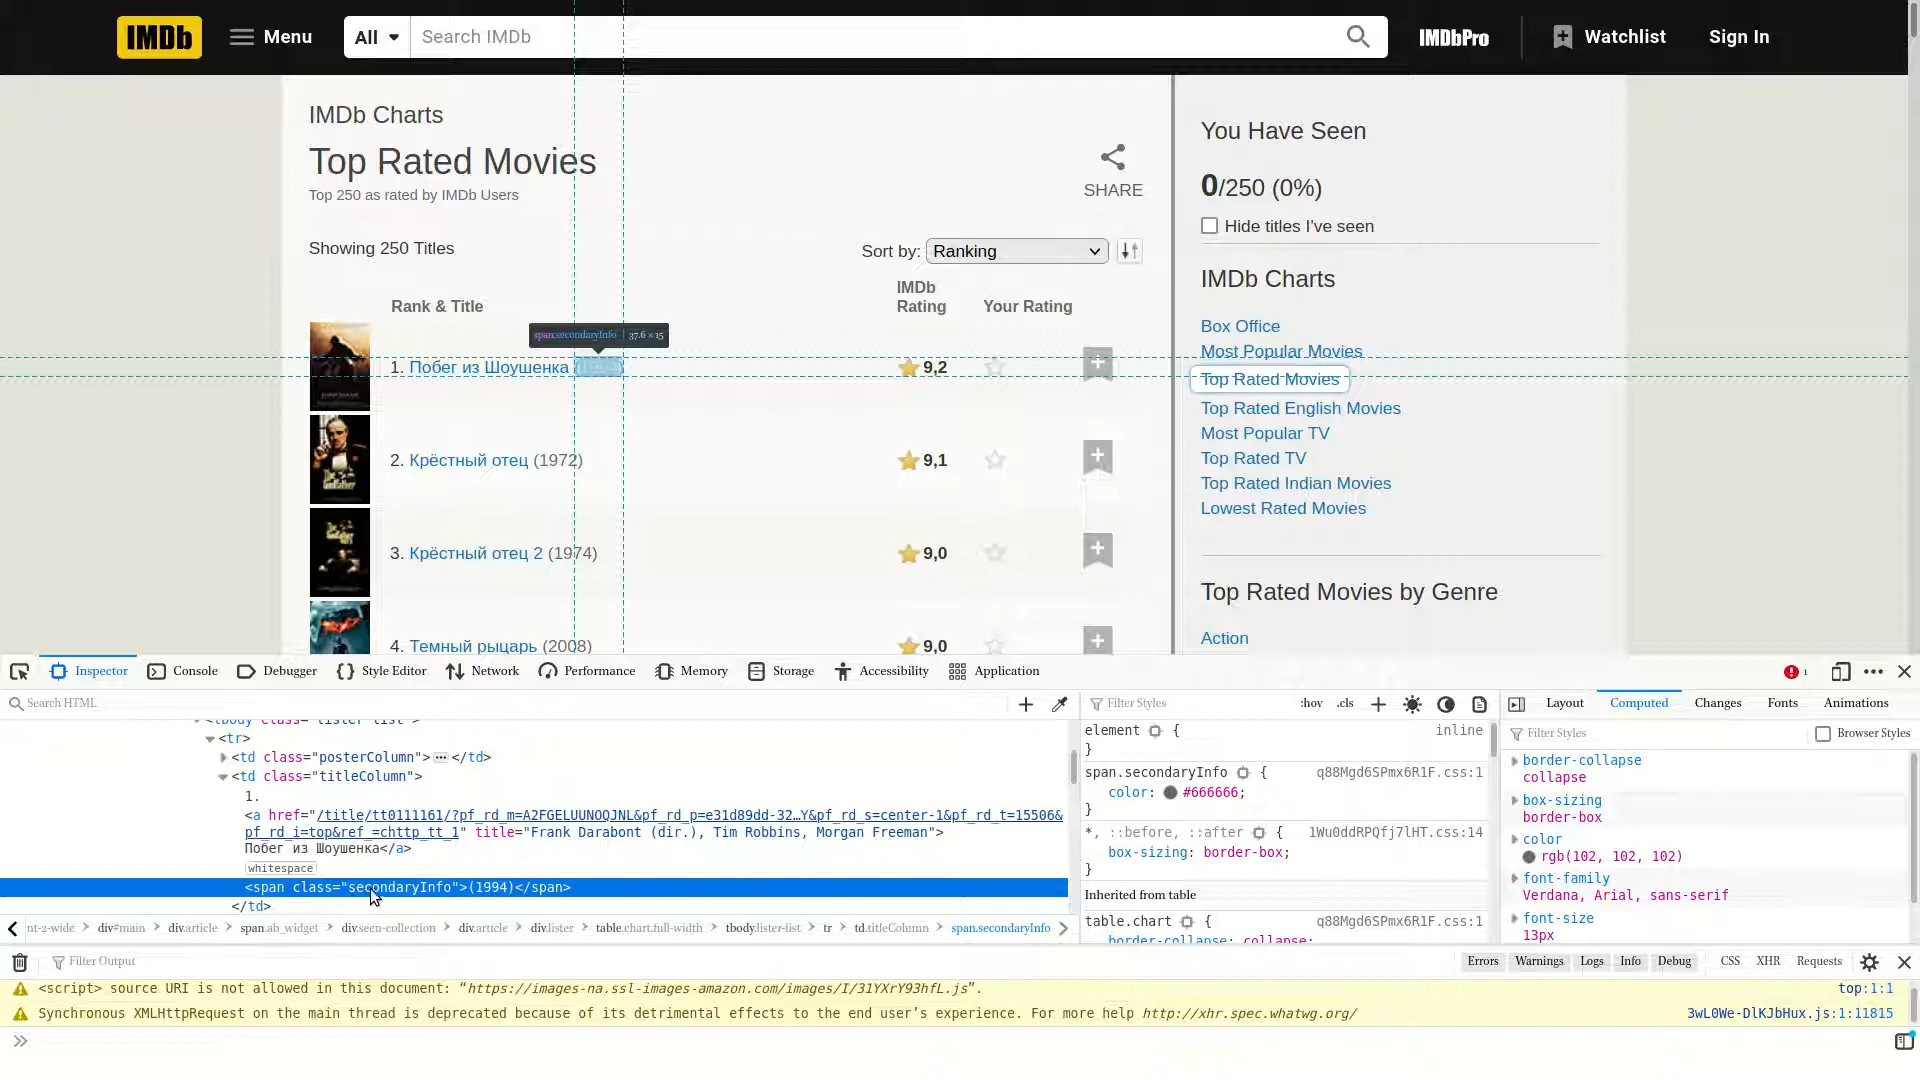 IMDb
Menu
All
Search IMDb
IMDbPro
Watchlist
Sign In
IMDb Charts
Top Rated Movies
Top 250 as rated by IMDb Users
SHARE
Showing 250 Titles
Sort by: Ranking
Rank & Title
IMDb
Rating
Your Rating
span.secondaryInfo | 37.6 × 15
1. Побег из Шоушенка
9,2
2. Крёстный отец (1972)
9,1
3. Крёстный отец 2 (1974)
9,0
4. Темный рыцарь (2008)
9,0
You Have Seen
0/250 (0%)
Hide titles I've seen
IMDb Charts
Box Office
Most Popular Movies
Top Rated Movies
Top Rated English Movies
Most Popular TV
Top Rated TV
Top Rated Indian Movies
Lowest Rated Movies
Top Rated Movies by Genre
Action
Inspector
Console
Debugger
Style Editor
Network
Performance
Memory
Storage
Accessibility
Application
1
Search HTML
<tbody class="lister-list">
<tr>
<td class="posterColumn"> ••• </td>
<td class="titleColumn">
1.
<a href="/title/tt0111161/?pf_rd_m=A2FGELUUNOQJNL&pf_rd_p=e31d89dd-32…Y&pf_rd_s=center-1&pf_rd_t=15506&
pf_rd_i=top&ref_=chttp_tt_1" title="Frank Darabont (dir.), Tim Robbins, Morgan Freeman">
Побег из Шоушенка</a>
whitespace
<span class="secondaryInfo">(1994)</span>
</td>
nt-2-wide > div#main > div.article > span.ab_widget > div.seen-collection > div.article > div.lister > table.chart.full-width > tbody.lister-list > tr > td.titleColumn > span.secondaryInfo
Filter Styles
:hov
.cls
element {
inline
}
span.secondaryInfo {
q88Mgd6SPmx6R1F.css:1
color: #666666;
}
*, ::before, ::after {
1Wu0ddRPQfj7lHT.css:14
box-sizing: border-box;
}
Inherited from table
table.chart {
q88Mgd6SPmx6R1F.css:1
border-collapse: collapse;
Layout
Computed
Changes
Fonts
Animations
Filter Styles
Browser Styles
border-collapse
collapse
box-sizing
border-box
color
rgb(102, 102, 102)
font-family
Verdana, Arial, sans-serif
font-size
13px
Filter Output
Errors
Warnings
Logs
Info
Debug
CSS
XHR
Requests
<script> source URI is not allowed in this document: “https://images-na.ssl-images-amazon.com/images/I/31YXrY93hfL.js”.
top:1:1
Synchronous XMLHttpRequest on the main thread is deprecated because of its detrimental effects to the end user’s experience. For more help http://xhr.spec.whatwg.org/
3wL0We-DlKJbHux.js:1:11815